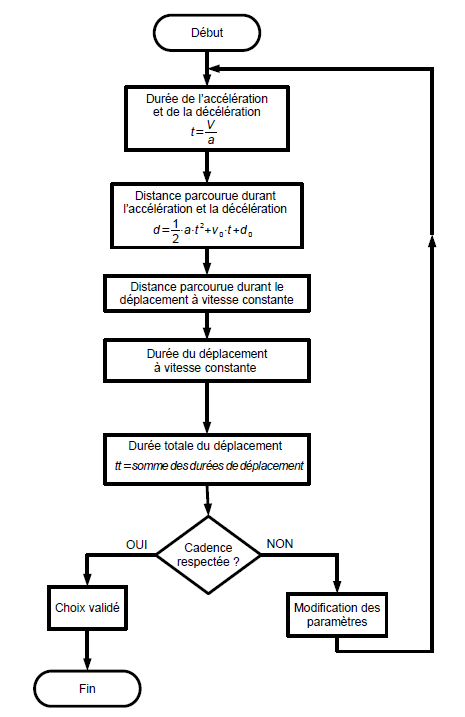 Début
Durée de l'accélération
et de la décélération
t=V/a
Distance parcourue durant
l'accélération et la décélération
d=1/2·a·t²+v₀·t+d₀
Distance parcourue durant le
déplacement à vitesse constante
Durée du déplacement
à vitesse constante
Durée totale du déplacement
tt=somme des durées de déplacement
OUI
NON
Cadence
respectée ?
Choix validé
Modification des
paramètres
Fin